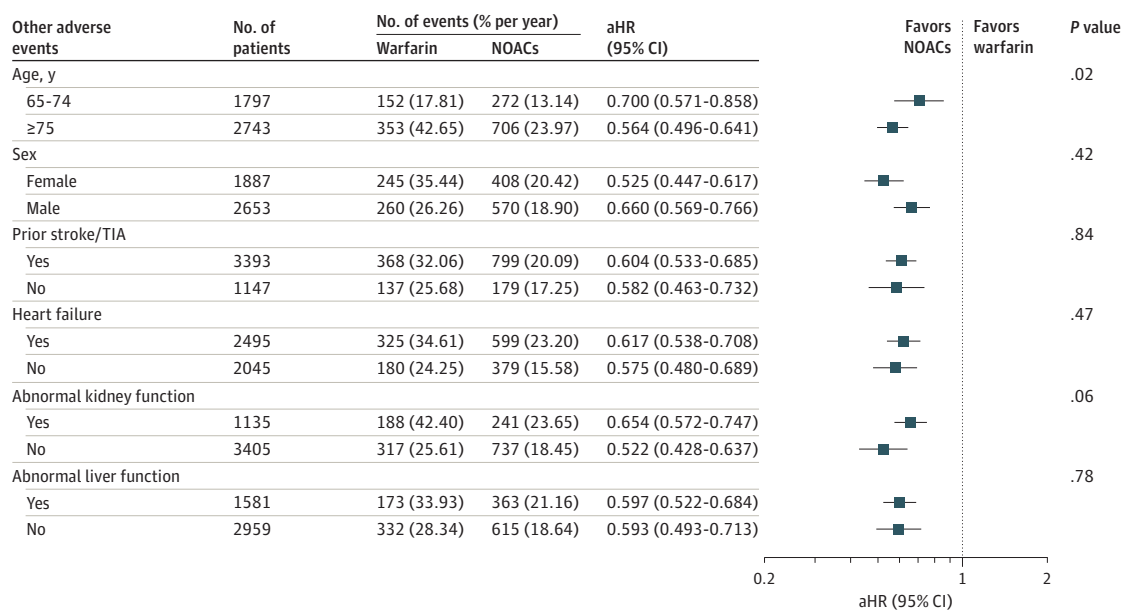 Other adverse events No. of patients No. of events (% per year) Warfarin NOACs aHR (95% CI) Favors NOACs Favors warfarin P value
Age, y .02
65-74 1797 152 (17.81) 272 (13.14) 0.700 (0.571-0.858)
≥75 2743 353 (42.65) 706 (23.97) 0.564 (0.496-0.641)
Sex .42
Female 1887 245 (35.44) 408 (20.42) 0.525 (0.447-0.617)
Male 2653 260 (26.26) 570 (18.90) 0.660 (0.569-0.766)
Prior stroke/TIA .84
Yes 3393 368 (32.06) 799 (20.09) 0.604 (0.533-0.685)
No 1147 137 (25.68) 179 (17.25) 0.582 (0.463-0.732)
Heart failure .47
Yes 2495 325 (34.61) 599 (23.20) 0.617 (0.538-0.708)
No 2045 180 (24.25) 379 (15.58) 0.575 (0.480-0.689)
Abnormal kidney function .06
Yes 1135 188 (42.40) 241 (23.65) 0.654 (0.572-0.747)
No 3405 317 (25.61) 737 (18.45) 0.522 (0.428-0.637)
Abnormal liver function .78
Yes 1581 173 (33.93) 363 (21.16) 0.597 (0.522-0.684)
No 2959 332 (28.34) 615 (18.64) 0.593 (0.493-0.713)
0.2 1 2
aHR (95% CI)